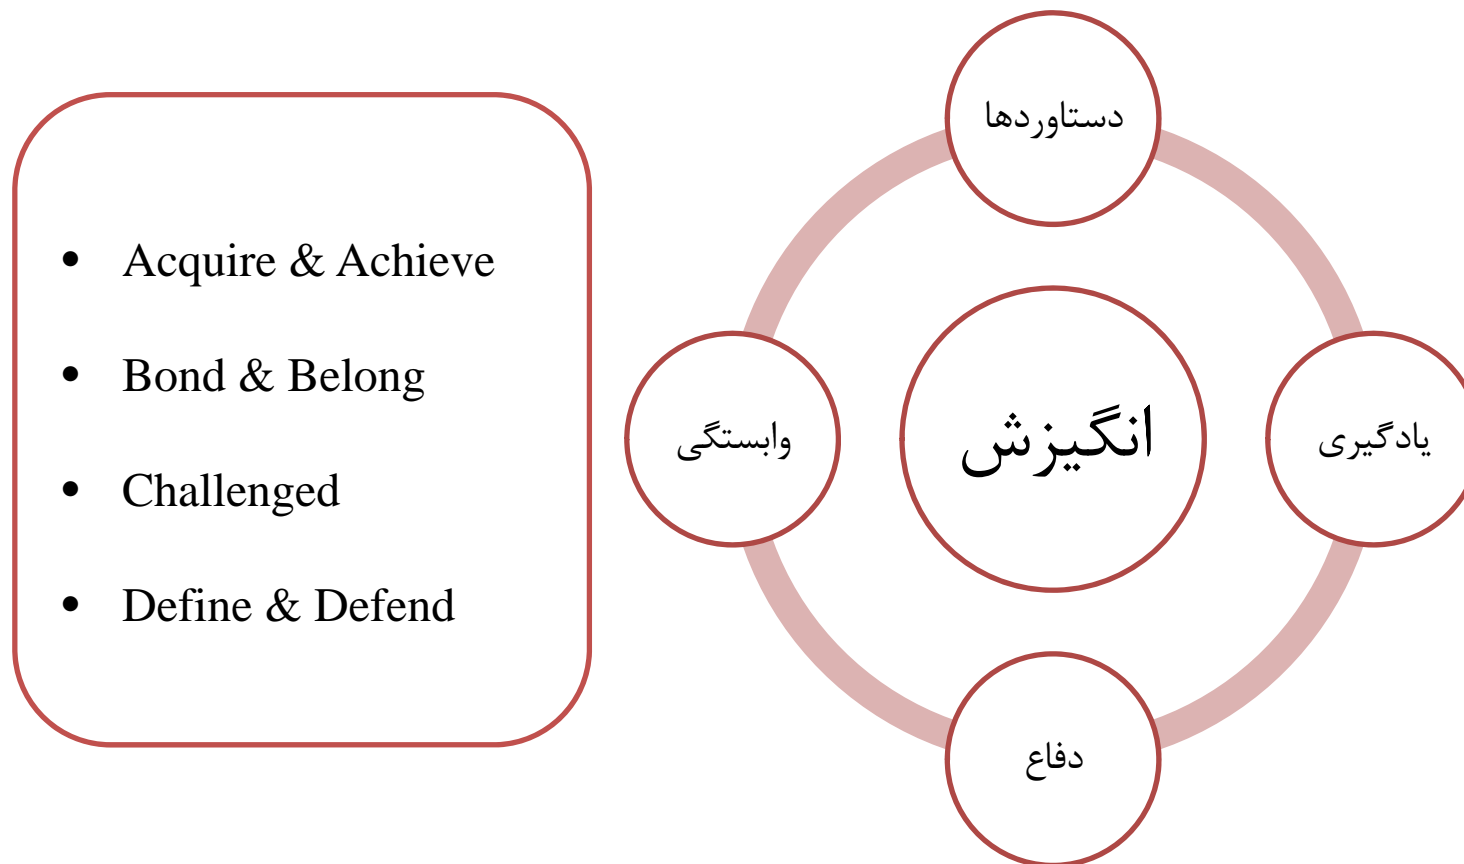 • Acquire & Achieve
• Bond & Belong
• Challenged
• Define & Defend
دستاوردها
وابستگی
انگیزش
یادگیری
دفاع